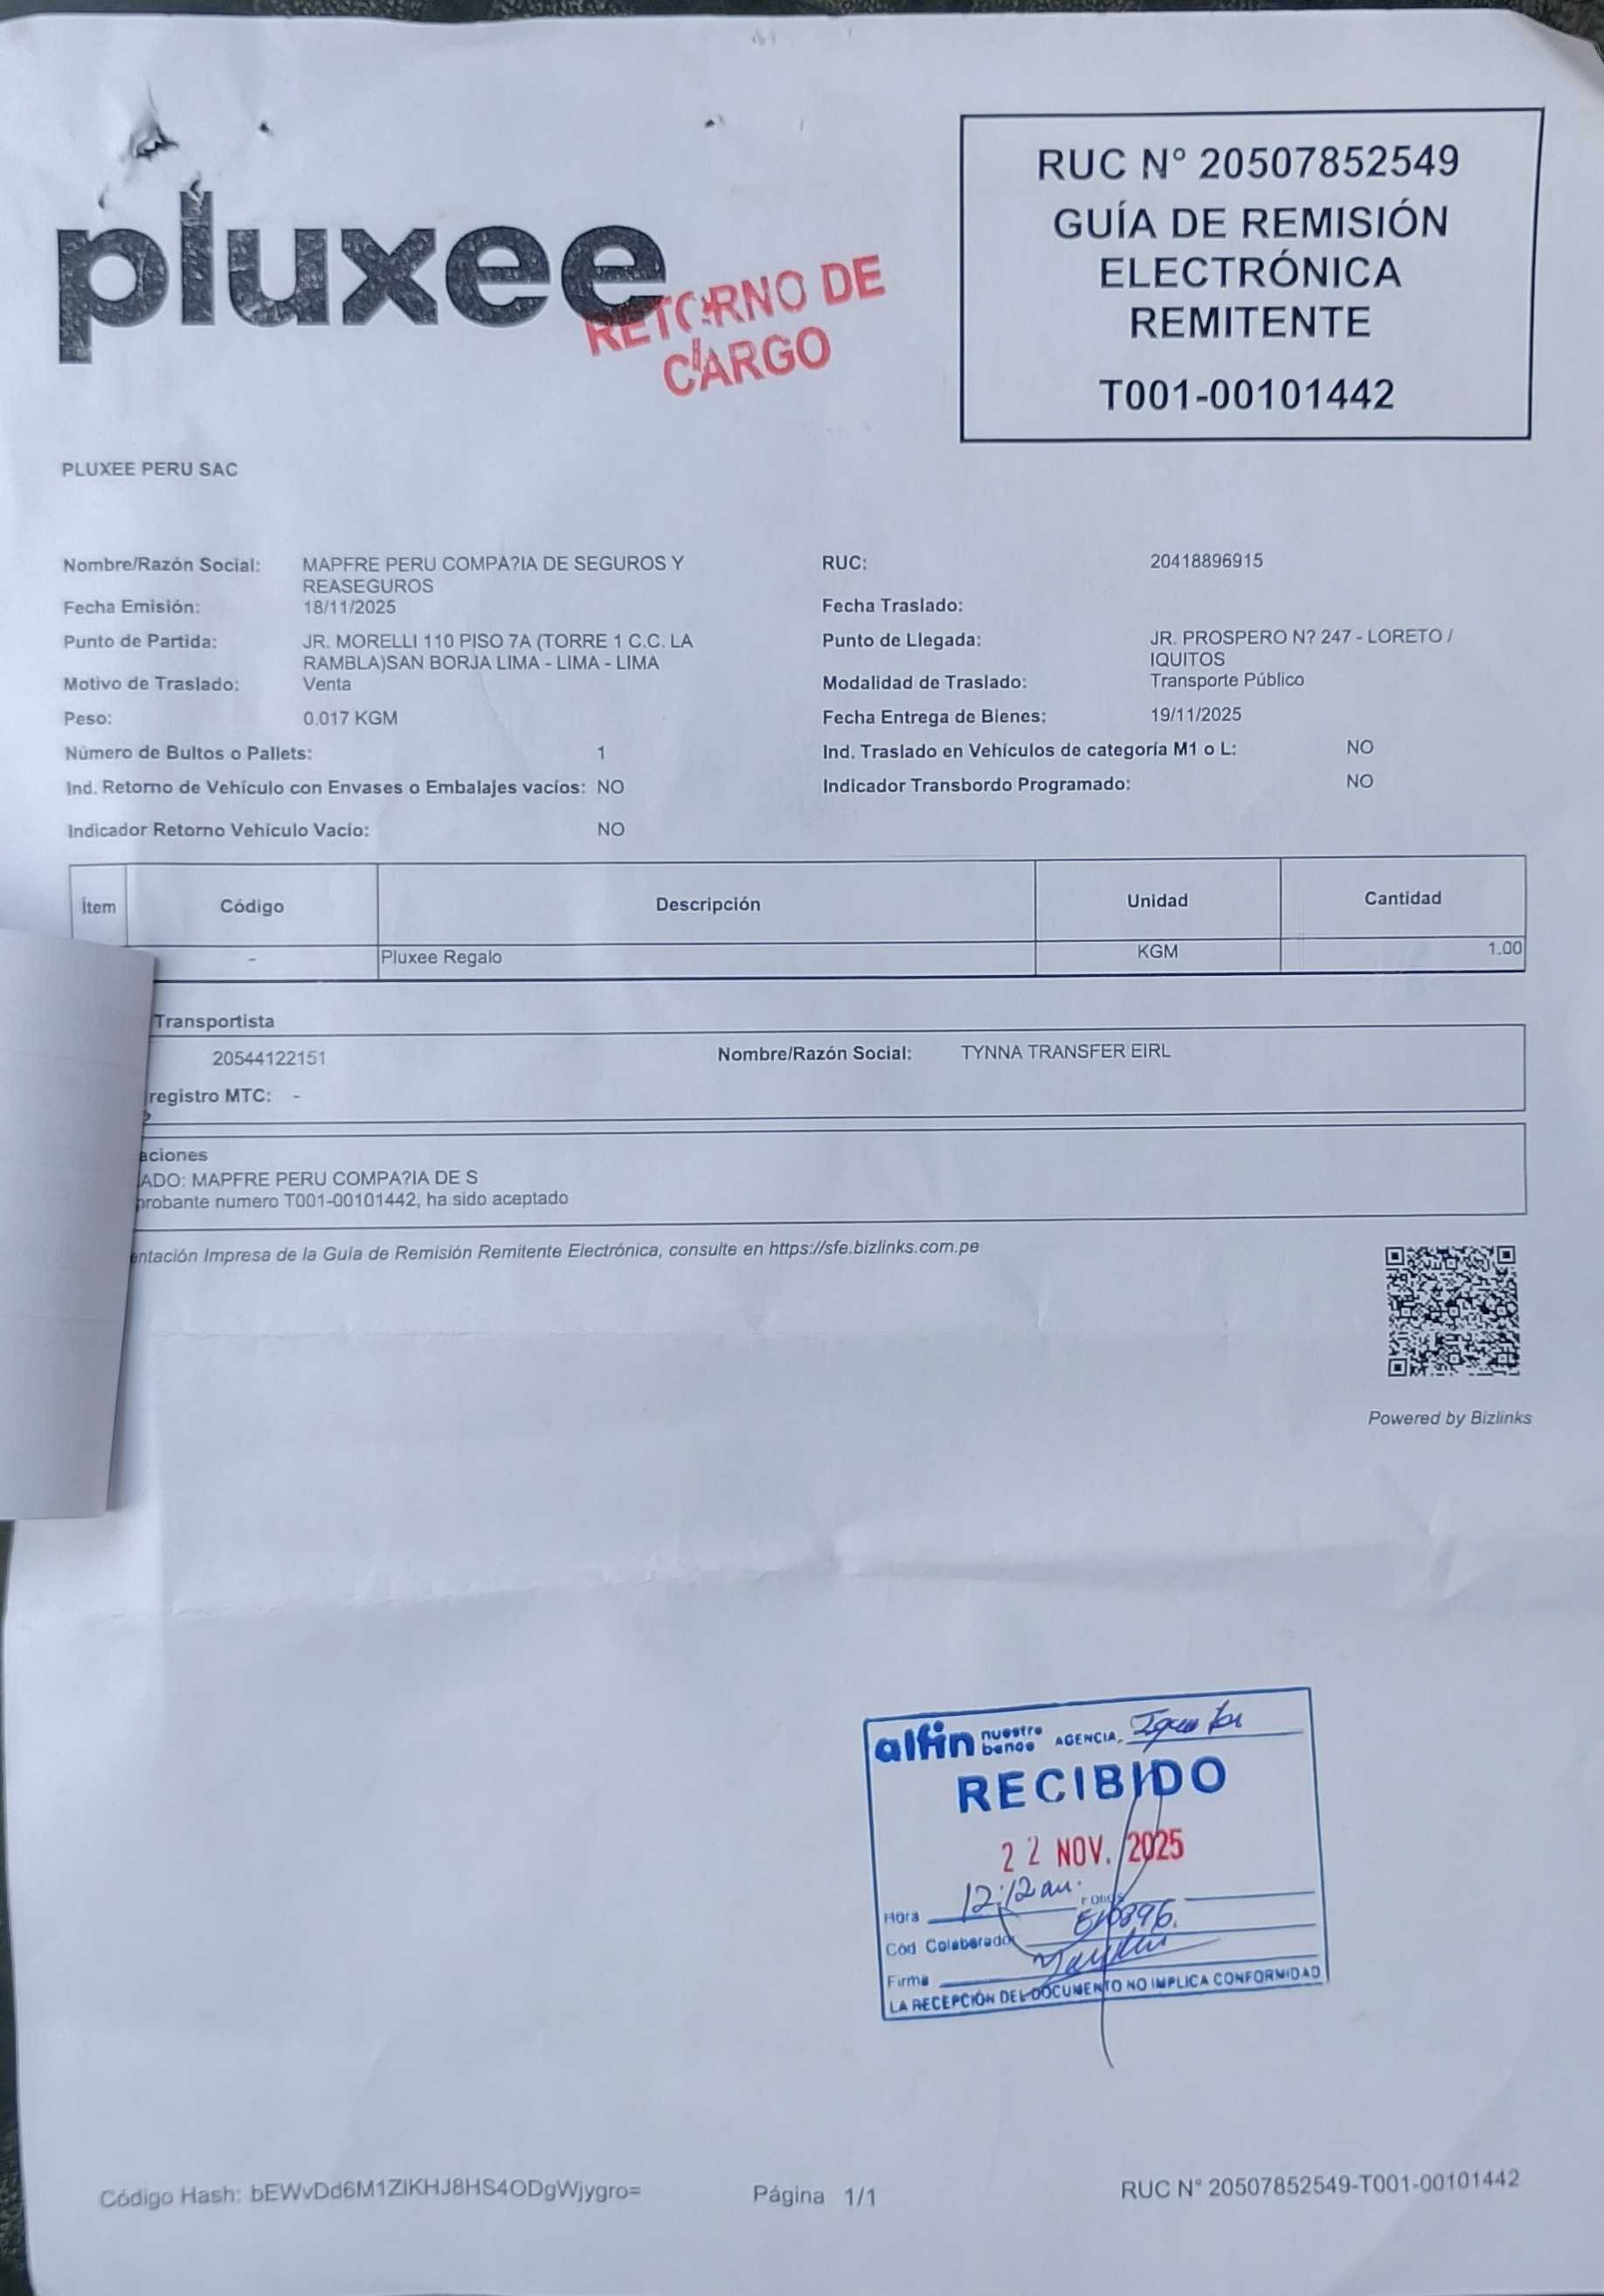 pluxee
RETORNO DE
CARGO
RUC N° 20507852549
GUÍA DE REMISIÓN
ELECTRÓNICA
REMITENTE
T001-00101442
PLUXEE PERU SAC
Nombre/Razón Social: MAPFRE PERU COMPA?IA DE SEGUROS Y
REASEGUROS
RUC: 20418896915
Fecha Emisión: 18/11/2025
Fecha Traslado:
Punto de Partida: JR. MORELLI 110 PISO 7A (TORRE 1 C.C. LA
RAMBLA)SAN BORJA LIMA - LIMA - LIMA
Punto de Llegada: JR. PROSPERO N? 247 - LORETO /
IQUITOS
Motivo de Traslado: Venta
Modalidad de Traslado: Transporte Público
Peso: 0.017 KGM
Fecha Entrega de Bienes: 19/11/2025
Número de Bultos o Pallets: 1
Ind. Traslado en Vehículos de categoría M1 o L: NO
Ind. Retorno de Vehículo con Envases o Embalajes vacíos: NO
Indicador Transbordo Programado: NO
Indicador Retorno Vehículo Vacío: NO
Ítem Código Descripción Unidad Cantidad
- Pluxee Regalo KGM 1.00
Transportista
20544122151 Nombre/Razón Social: TYNNA TRANSFER EIRL
registro MTC: -
aciones
ADO: MAPFRE PERU COMPA?IA DE S
probante numero T001-00101442, ha sido aceptado
entación Impresa de la Guía de Remisión Remitente Electrónica, consulte en https://sfe.bizlinks.com.pe
Powered by Bizlinks
alfin nuestro banco AGENCIA
RECIBIDO
22 NOV. 2025
Hora 12:12 am.
Cód Colaborador
Firma
LA RECEPCIÓN DEL DOCUMENTO NO IMPLICA CONFORMIDAD
Código Hash: bEWvDd6M1ZIKHJ8HS4ODgWjygro=
Página 1/1
RUC N° 20507852549-T001-00101442